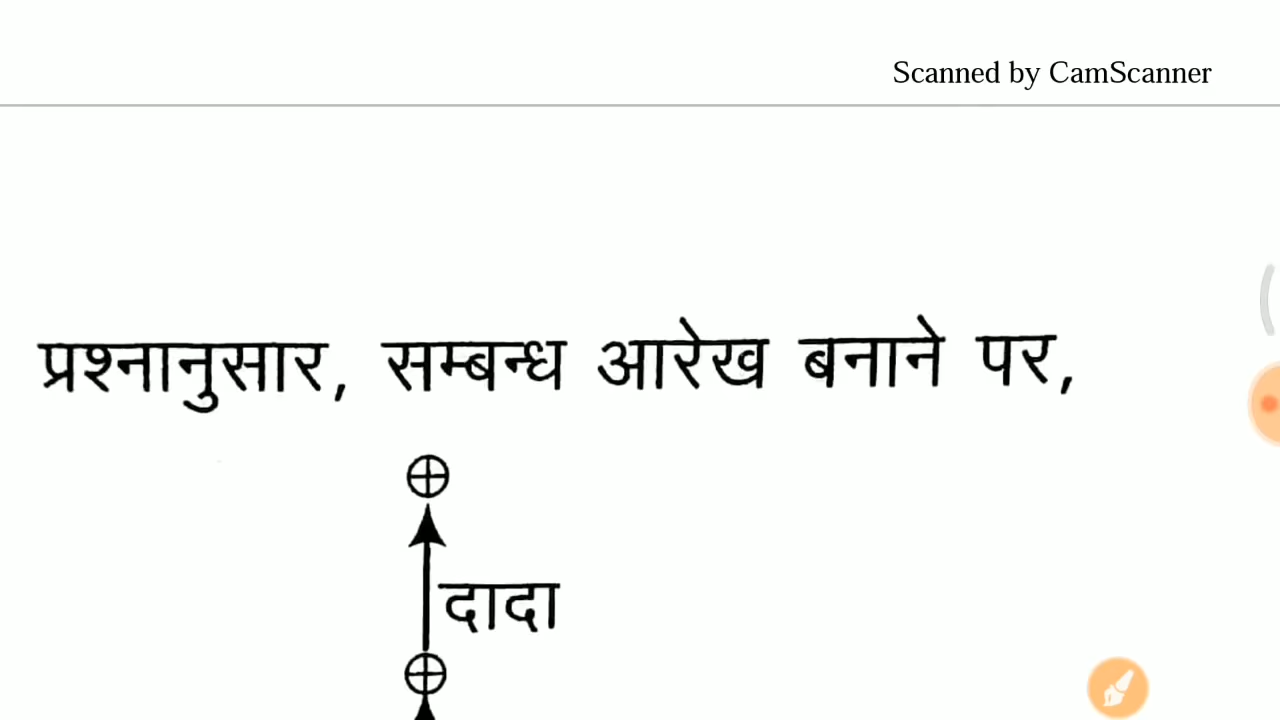 Scanned by CamScanner
प्रश्नानुसार, सम्बन्ध आरेख बनाने पर,
दादा